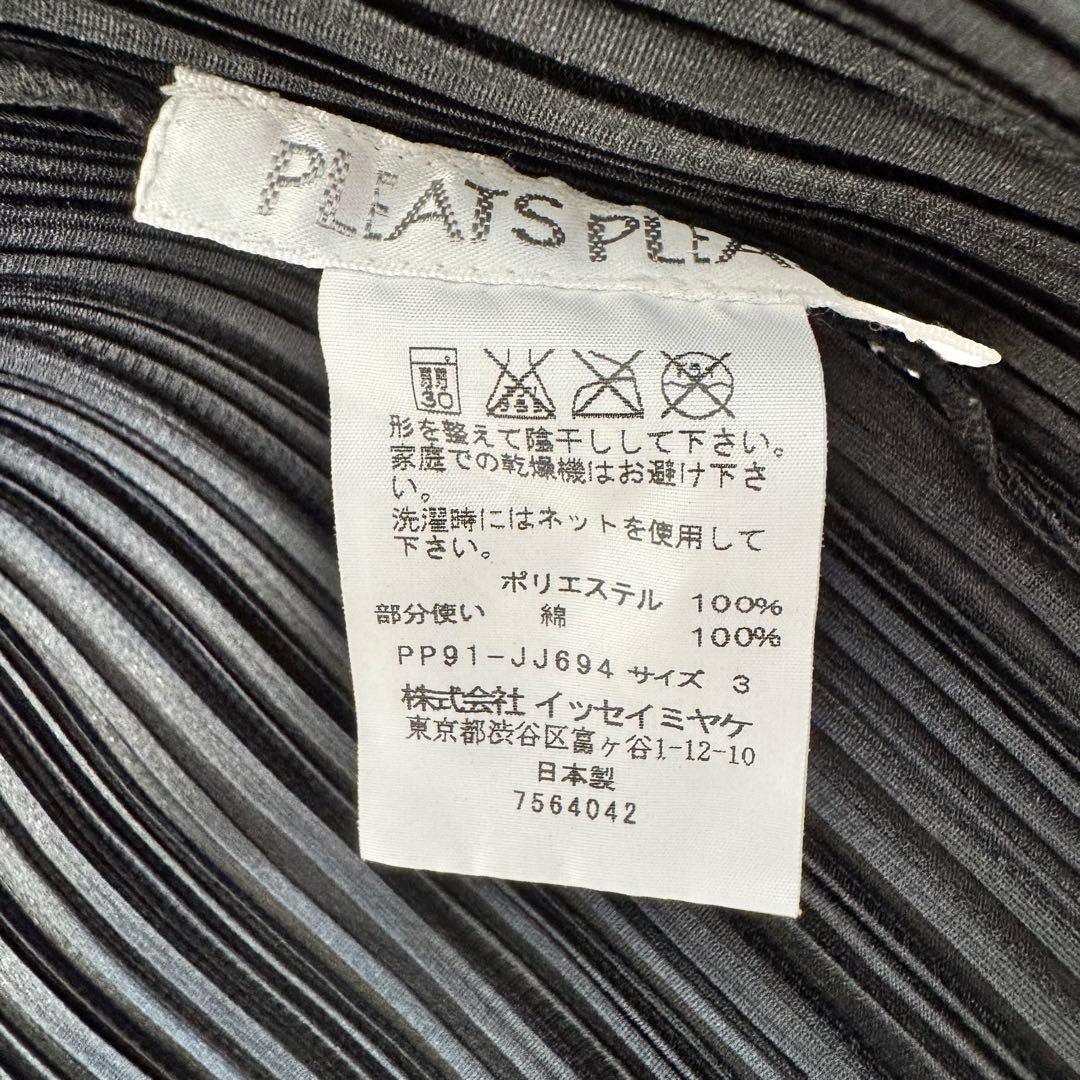 PLEATS PLEA
弱 30
形を整えて陰干しして下さい。
家庭での乾燥機はお避け下さ
い。
洗濯時にはネットを使用して
下さい。
ポリエステル 100%
部分使い 綿 100%
PP91-JJ694 サイズ 3
株式会社 イッセイミヤケ
東京都渋谷区富ヶ谷1-12-10
日本製
7564042